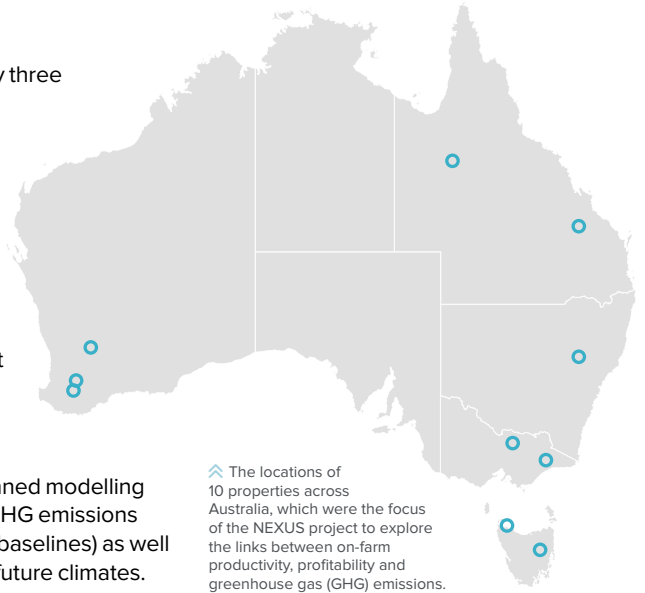 y three
t
ned modelling
HG emissions
baselines) as well
future climates.
The locations of
10 properties across
Australia, which were the focus
of the NEXUS project to explore
the links between on-farm
productivity, profitability and
greenhouse gas (GHG) emissions.